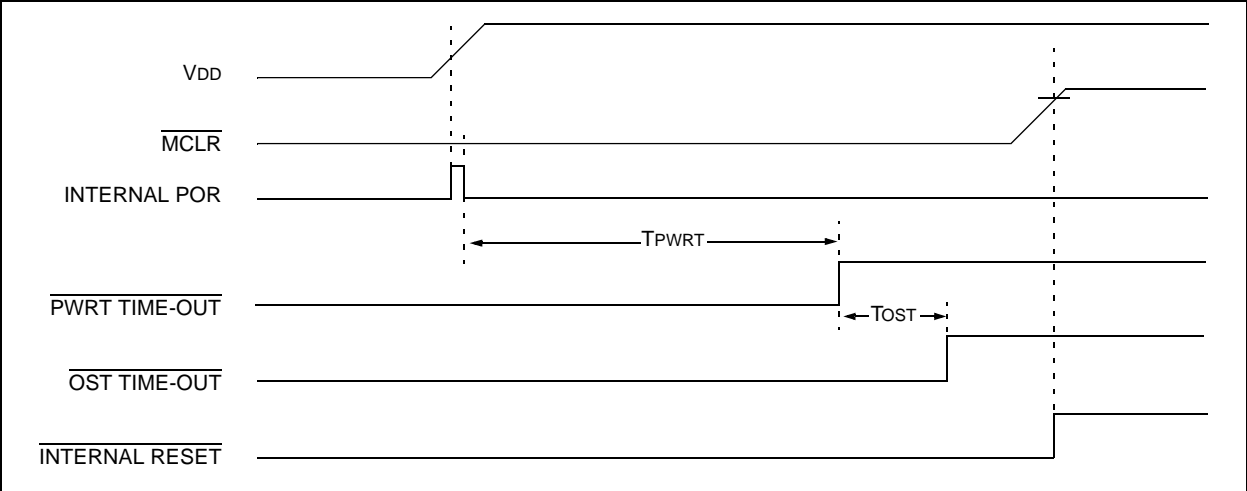 VDD
MCLR
INTERNAL POR
TPWRT
PWRT TIME-OUT
TOST
OST TIME-OUT
INTERNAL RESET